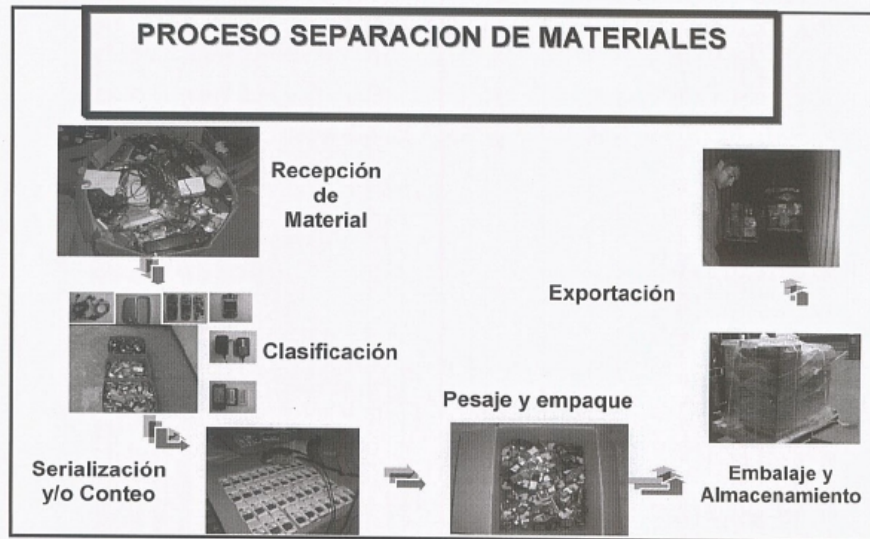 PROCESO SEPARACION DE MATERIALES
Recepción
de
Material
Clasificación
Serialización
y/o Conteo
Pesaje y empaque
Embalaje y
Almacenamiento
Exportación